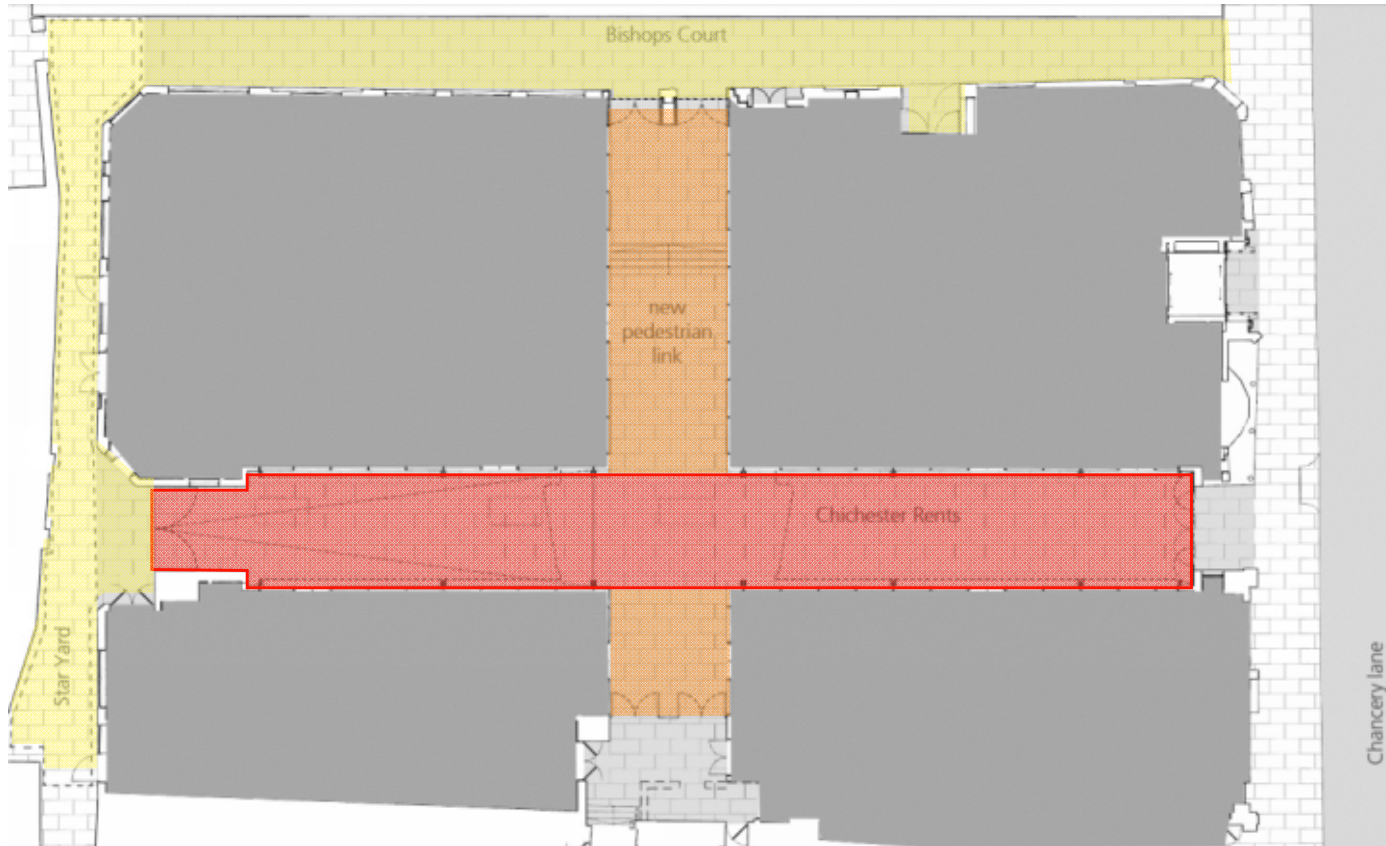 Bishops Court
new
pedestrian
link
Chichester Rents
Star Yard
Chancery lane